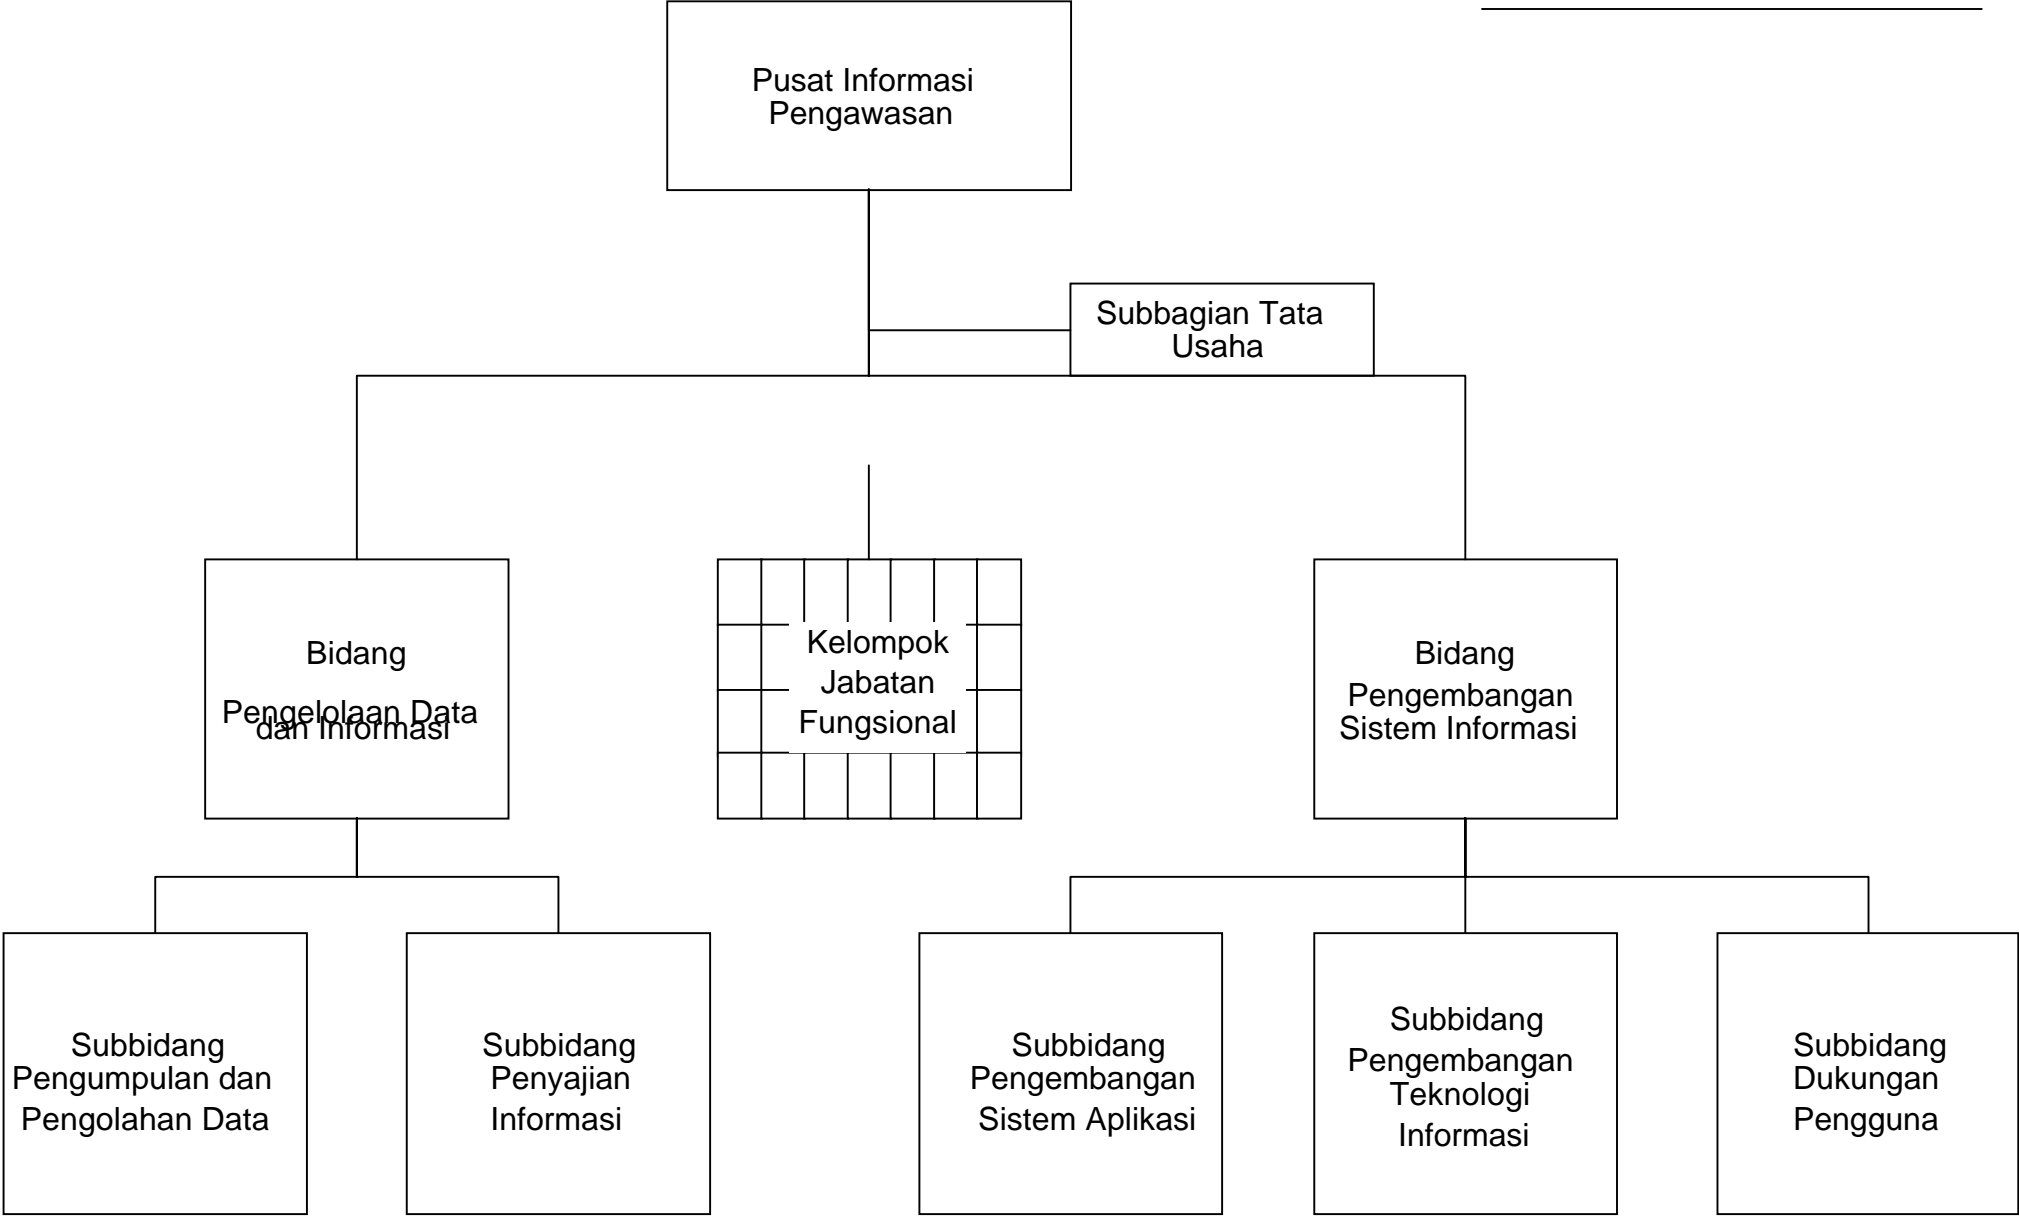 Pusat Informasi
Pengawasan
Subbagian Tata
Usaha
Bidang
Pengelolaan Data
dan Informasi
Kelompok
Jabatan
Fungsional
Bidang
Pengembangan
Sistem Informasi
Subbidang
Pengumpulan dan
Pengolahan Data
Subbidang
Penyajian
Informasi
Subbidang
Pengembangan
Sistem Aplikasi
Subbidang
Pengembangan
Teknologi
Informasi
Subbidang
Dukungan
Pengguna